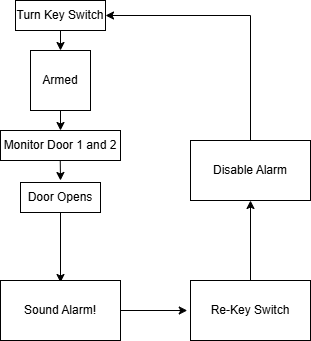 Turn Key Switch
Armed
Monitor Door 1 and 2
Door Opens
Sound Alarm!
Re-Key Switch
Disable Alarm